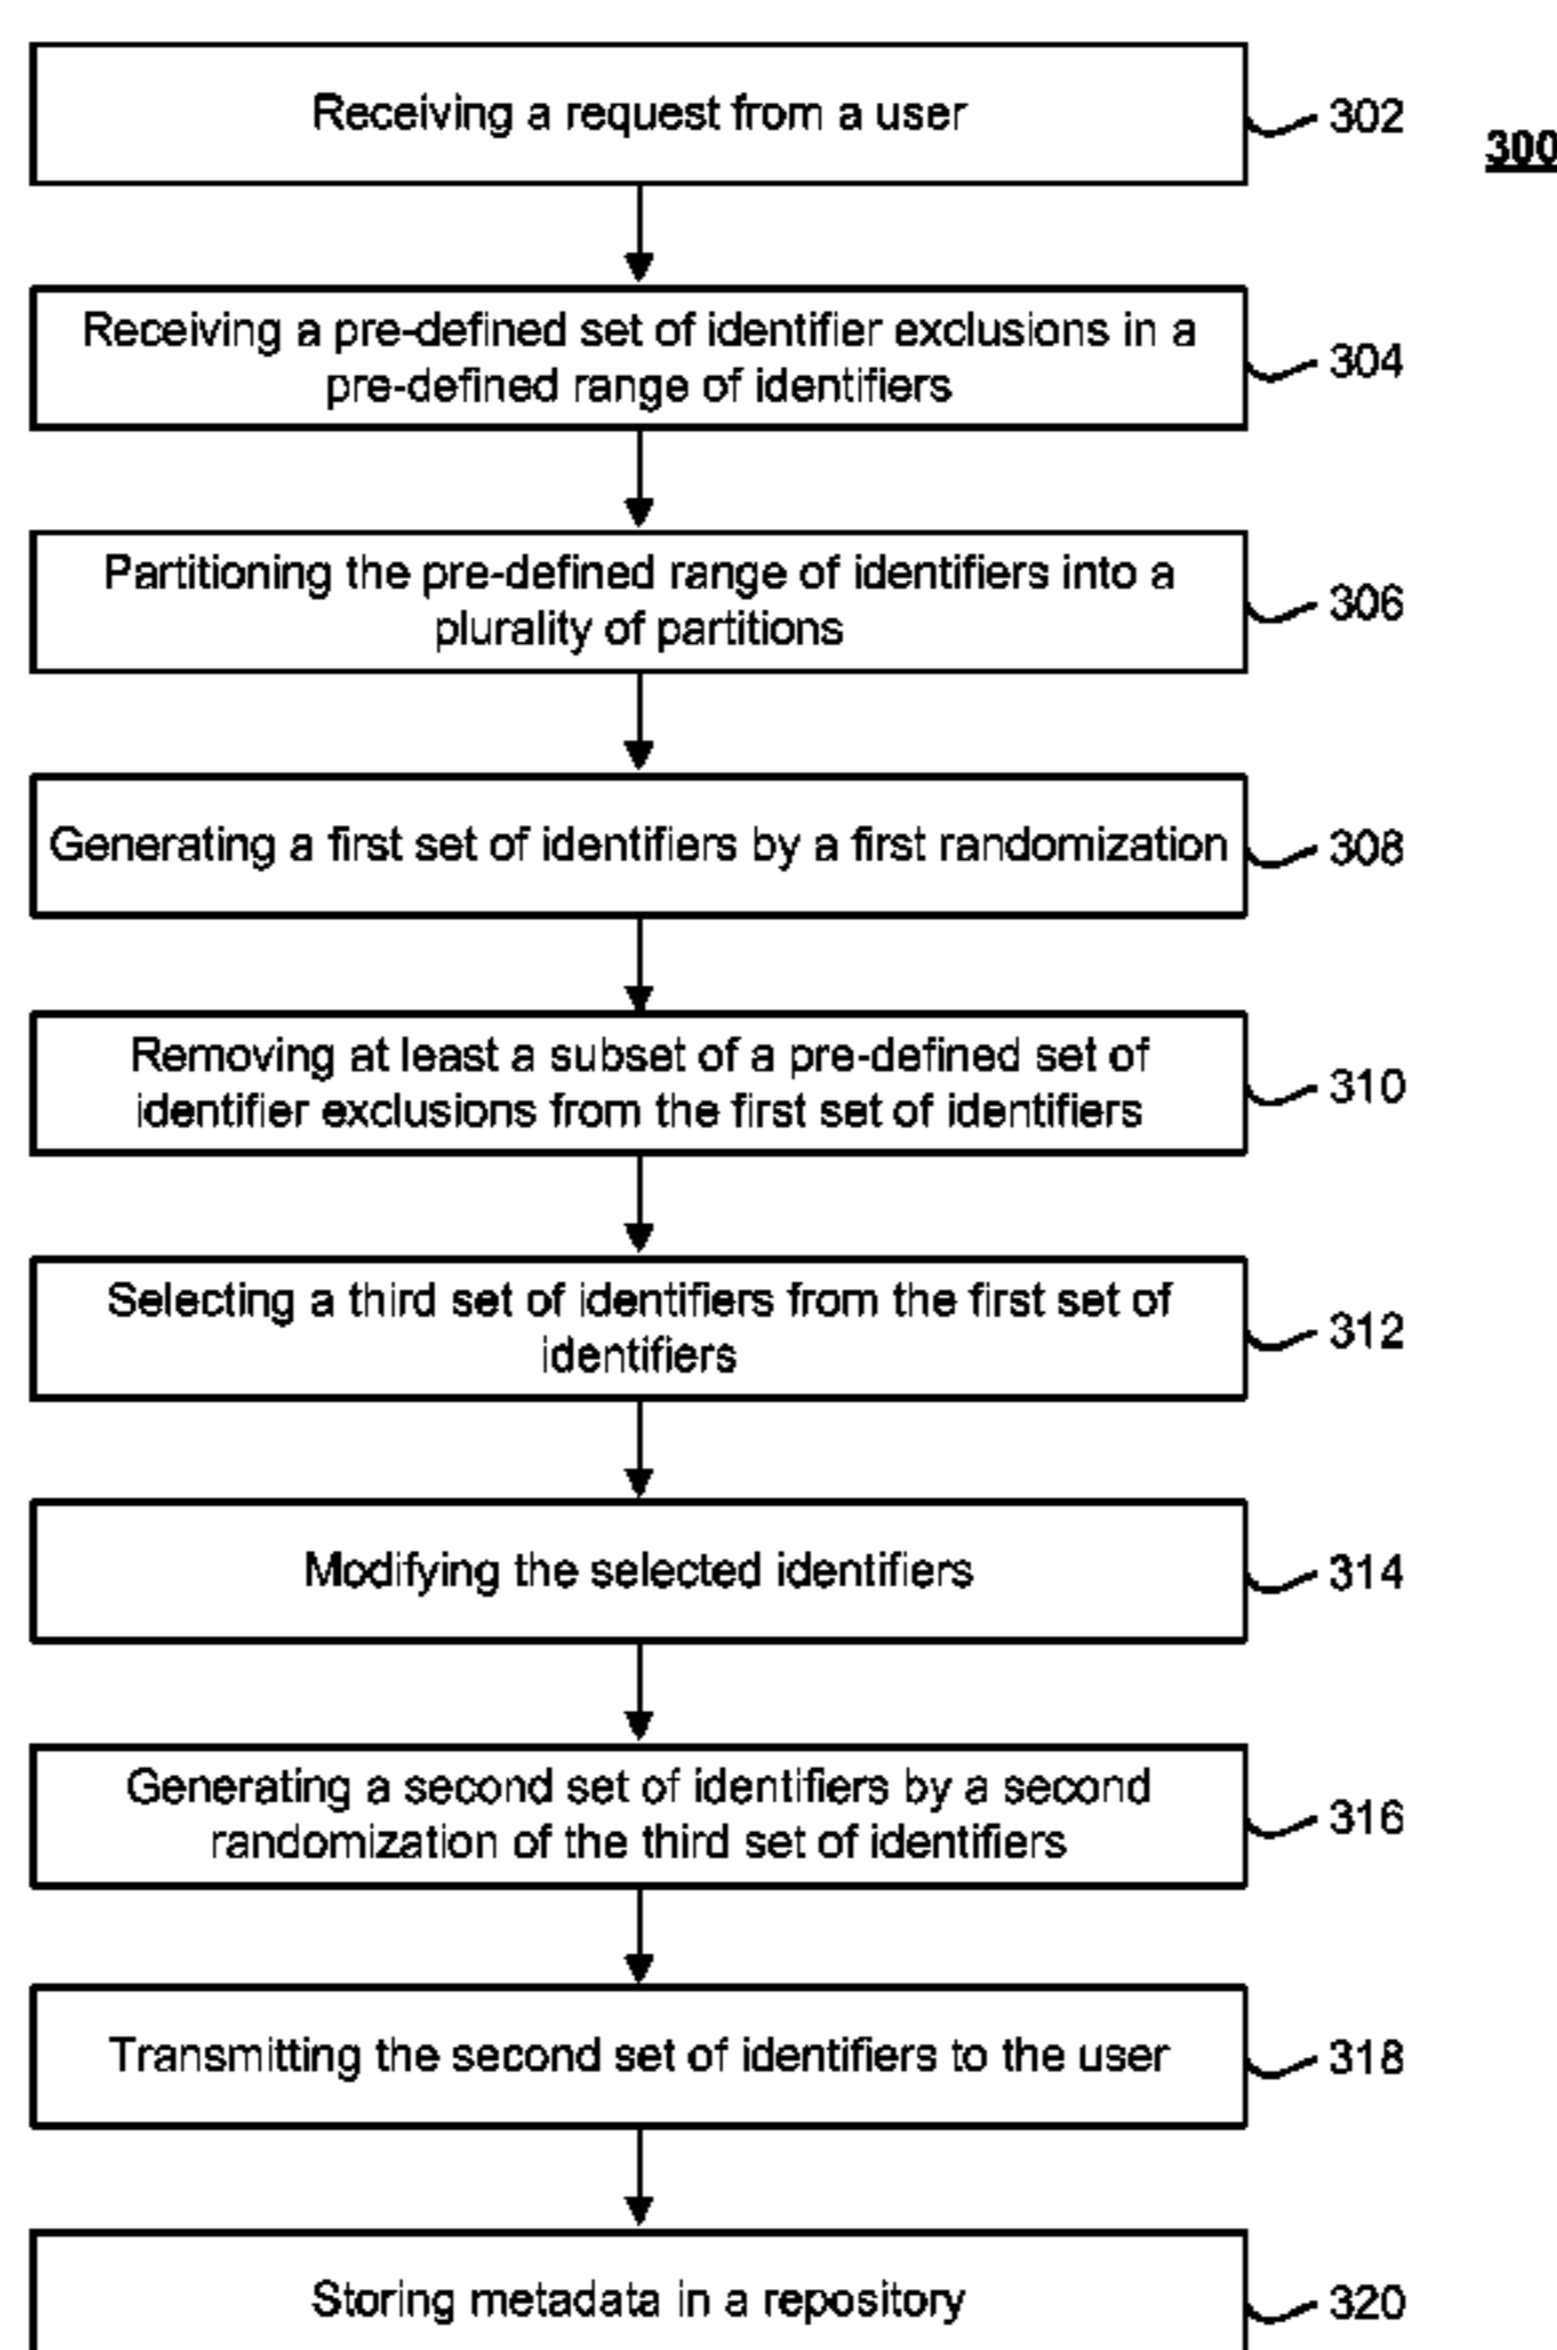 Receiving a request from a user
302
300
Receiving a pre-defined set of identifier exclusions in a
pre-defined range of identifiers
304
Partitioning the pre-defined range of identifiers into a
plurality of partitions
306
Generating a first set of identifiers by a first randomization
308
Removing at least a subset of a pre-defined set of
identifier exclusions from the first set of identifiers
310
Selecting a third set of identifiers from the first set of
identifiers
312
Modifying the selected identifiers
314
Generating a second set of identifiers by a second
randomization of the third set of identifiers
316
Transmitting the second set of identifiers to the user
318
Storing metadata in a repository
320